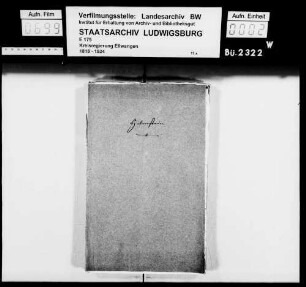 Aufn. Film
0699
Verfilmungsstelle: Landesarchiv BW
Institut für Erhaltung von Archiv- und Bibliotheksgut
STAATSARCHIV LUDWIGSBURG
E 175
Kreisregierung Ellwangen
1818 - 1924
Aufn. Einheit
0002
W
Bü. 2322